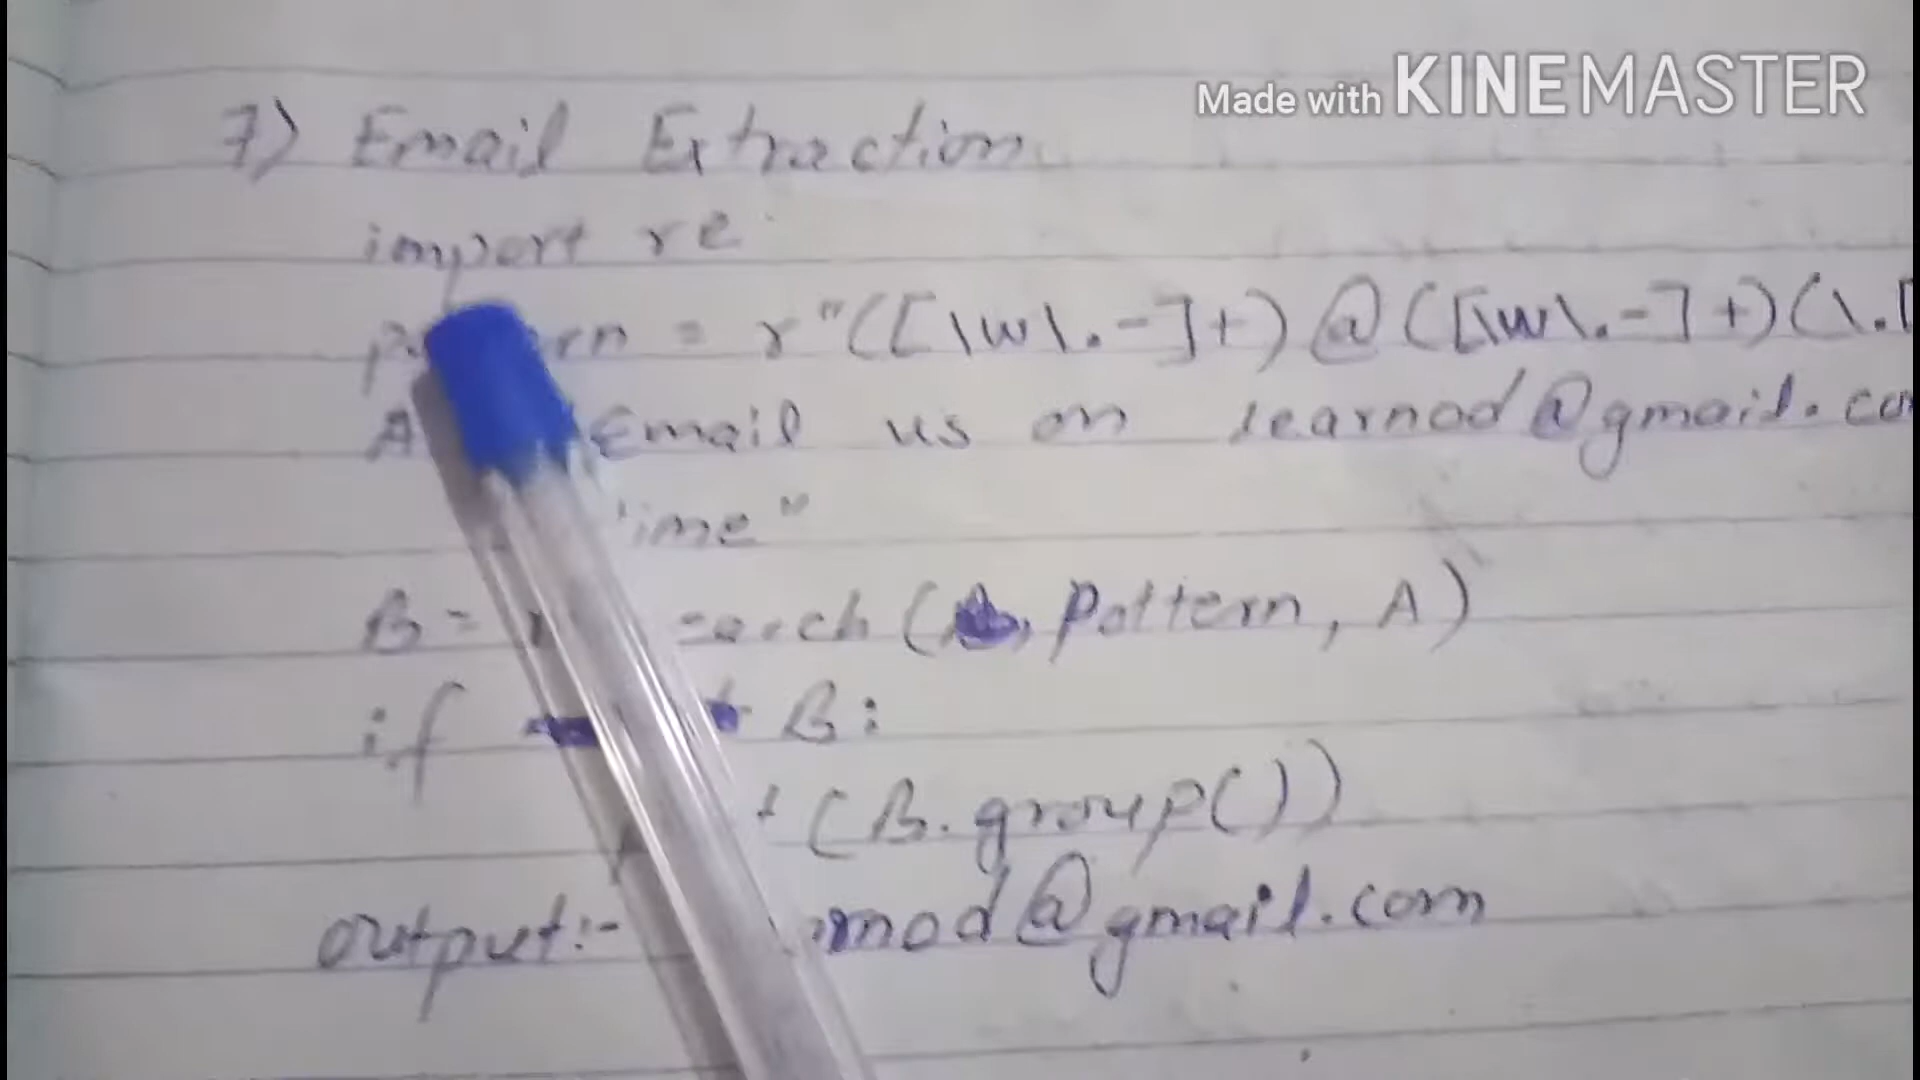 Made with KINEMASTER
7) Email Extraction
import re
= r"([\w\.-]+)@([\w\.-]+)(\.[
A Email us on learnod@gmail.co
B = (pattern, A)
if B:
(B.group())
output:- @gmail.com